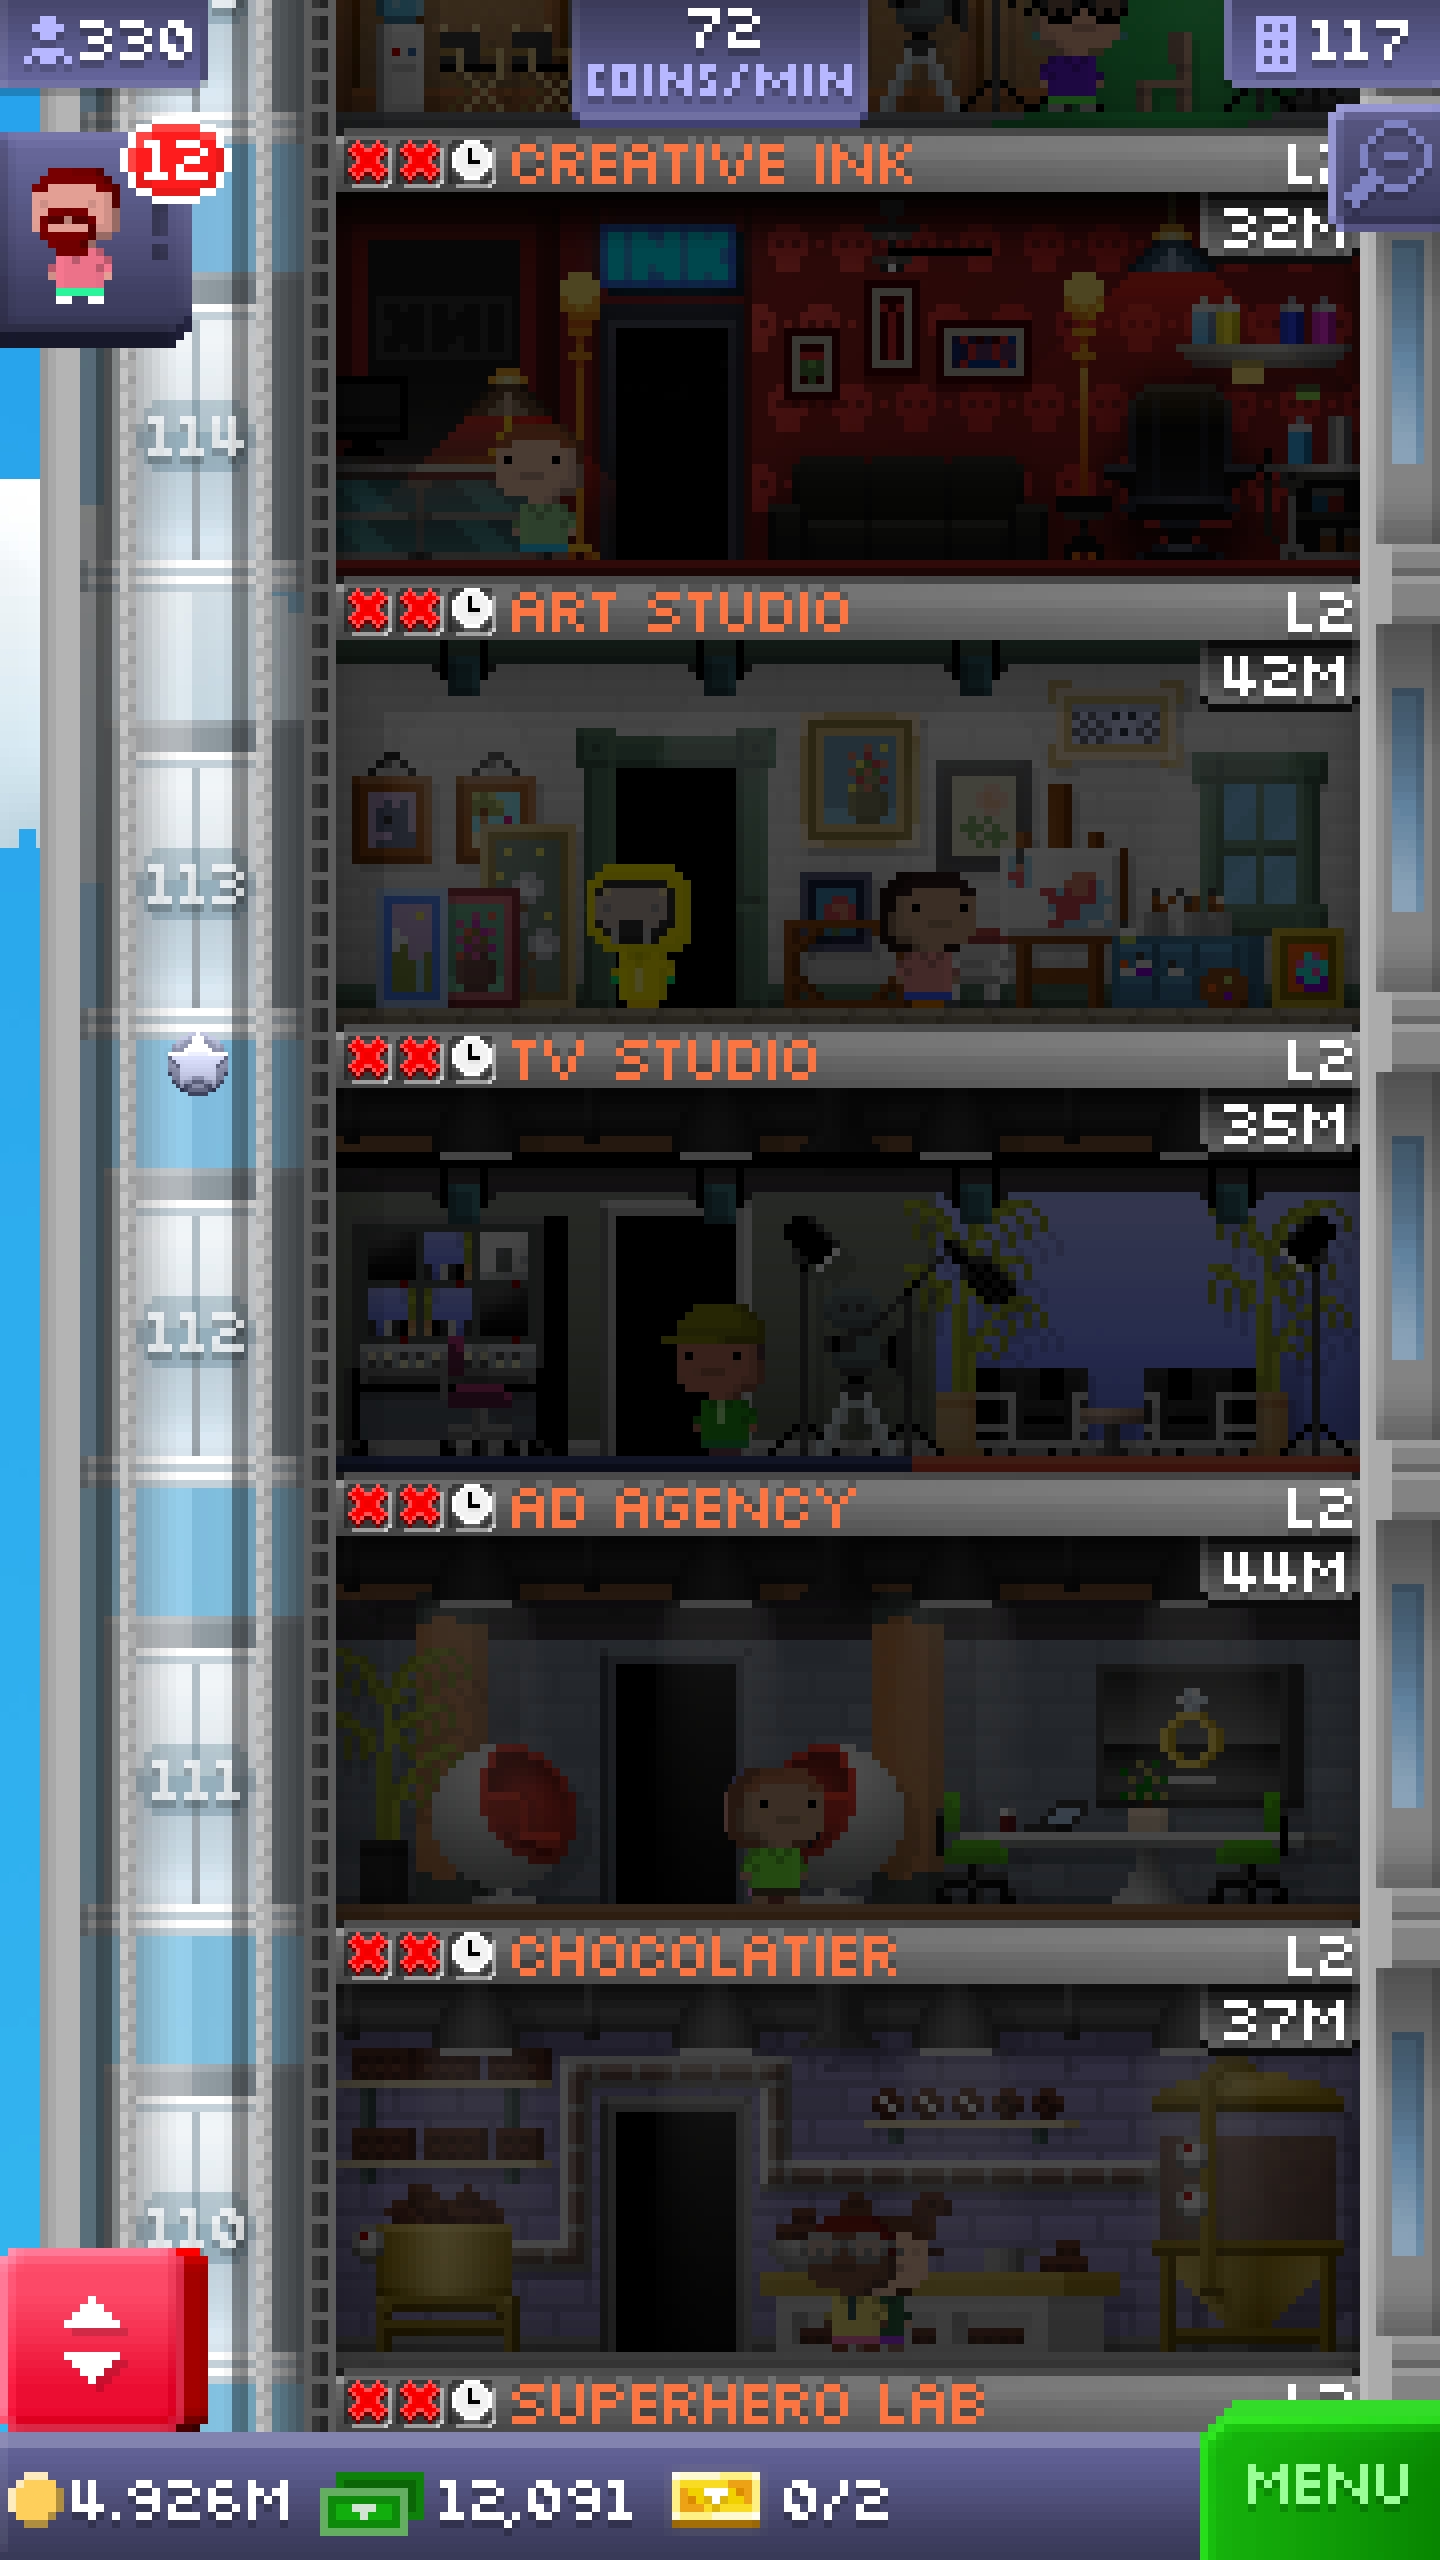 330
72
COINS/MIN
117
12
CREATIVE INK
32M
INK
114
ART STUDIO L2
42M
113
TV STUDIO L2
35M
112
AD AGENCY L2
44M
111
CHOCOLATIER L2
37M
110
SUPERHERO LAB
4.926M 12,091 0/2
MENU